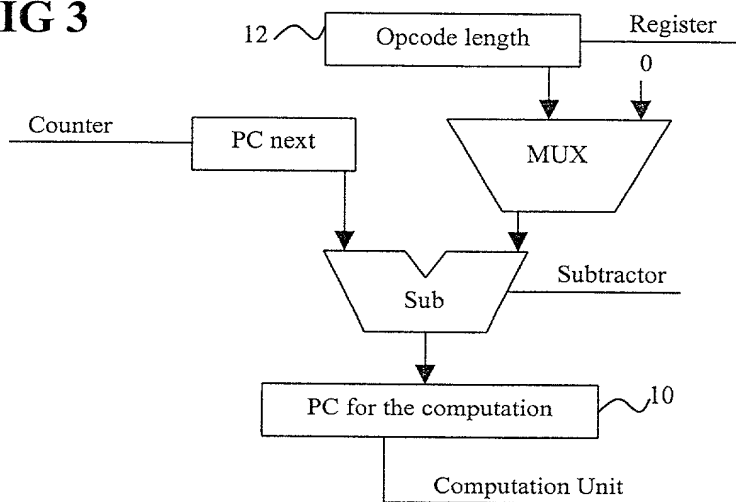 IG 3
12
Opcode length
Register
0
Counter
PC next
MUX
Sub
Subtractor
PC for the computation
10
Computation Unit